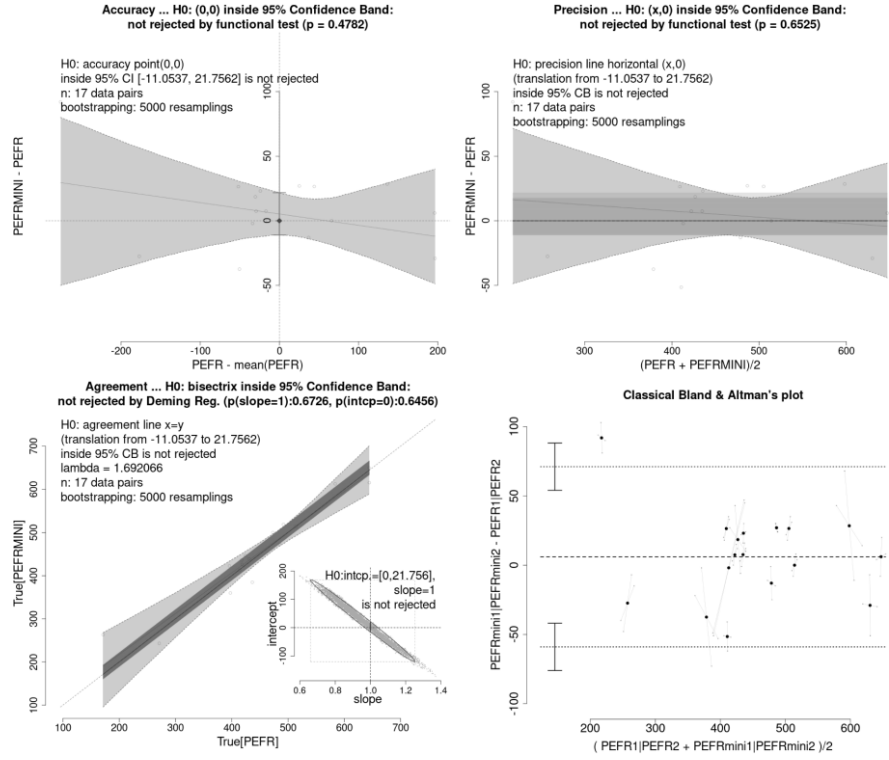 Accuracy ... H0: (0,0) inside 95% Confidence Band:
not rejected by functional test (p = 0.4782)
H0: accuracy point(0,0)
inside 95% CI [-11.0537, 21.7562] is not rejected
n: 17 data pairs
bootstrapping: 5000 resamplings
100
50
0
-50
PEFRMINI - PEFR
-200
-100
0
100
200
PEFR - mean(PEFR)
Precision ... H0: (x,0) inside 95% Confidence Band:
not rejected by functional test (p = 0.6525)
H0: precision line horizontal (x,0)
(translation from -11.0537 to 21.7562)
inside 95% CB is not rejected
n: 17 data pairs
bootstrapping: 5000 resamplings
100
50
0
-50
PEFRMINI - PEFR
300
400
500
600
(PEFR + PEFRMINI)/2
Agreement ... H0: bisectrix inside 95% Confidence Band:
not rejected by Deming Reg. (p(slope=1):0.6726, p(intcp=0):0.6456)
H0: agreement line x=y
(translation from -11.0537 to 21.7562)
inside 95% CB is not rejected
lambda = 1.692066
n: 17 data pairs
bootstrapping: 5000 resamplings
700
600
500
400
300
200
100
True[PEFRMINI]
100
200
300
400
500
600
700
True[PEFR]
H0:intcp.=[0,21.756],
slope=1
is not rejected
200
100
0
-100
intercept
0.6
0.8
1.0
1.2
1.4
slope
Classical Bland & Altman's plot
100
50
0
-50
-100
PEFRmini1|PEFRmini2 - PEFR1|PEFR2
200
300
400
500
600
( PEFR1|PEFR2 + PEFRmini1|PEFRmini2 )/2